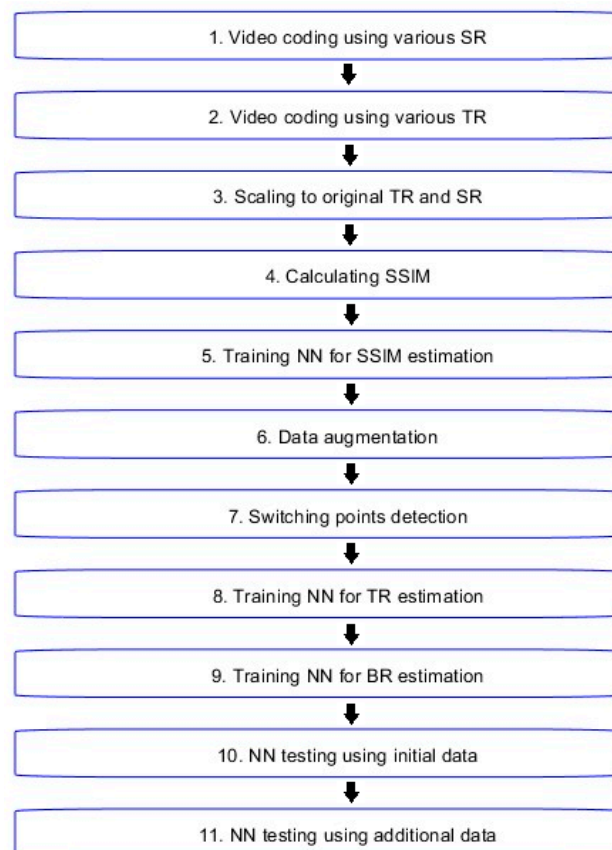 1. Video coding using various SR
2. Video coding using various TR
3. Scaling to original TR and SR
4. Calculating SSIM
5. Training NN for SSIM estimation
6. Data augmentation
7. Switching points detection
8. Training NN for TR estimation
9. Training NN for BR estimation
10. NN testing using initial data
11. NN testing using additional data